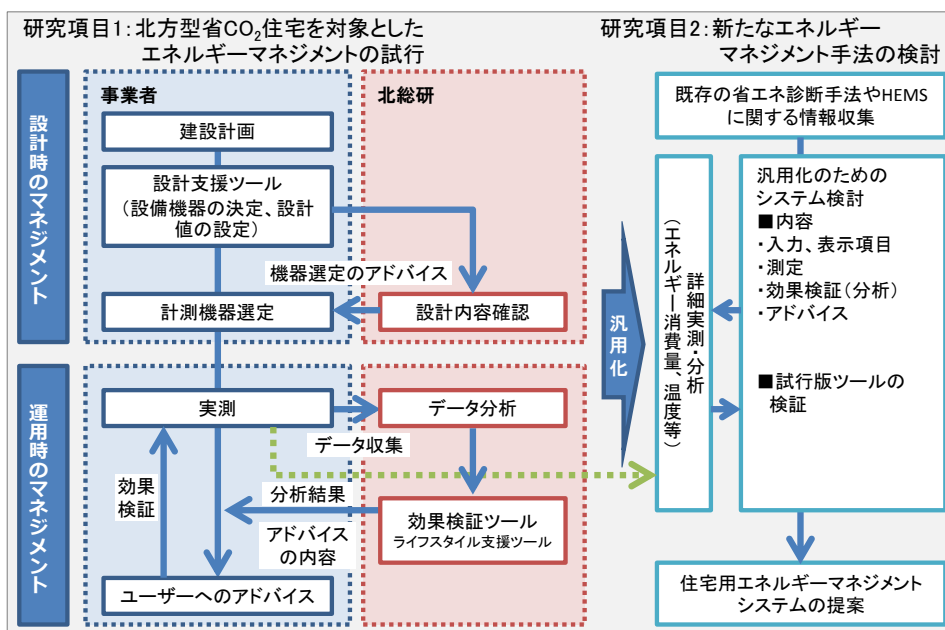 研究項目1：北方型省CO₂住宅を対象とした
エネルギーマネジメントの試行
設計時のマネジメント
運用時のマネジメント
事業者
建設計画
設計支援ツール
（設備機器の決定、設計
値の設定）
計測機器選定
北総研
機器選定のアドバイス
設計内容確認
実測
データ収集
データ分析
効果
検証
分析結果
アドバイス
の内容
効果検証ツール
ライフスタイル支援ツール
ユーザーへのアドバイス
汎用化
研究項目2：新たなエネルギー
マネジメント手法の検討
既存の省エネ診断手法やHEMS
に関する情報収集
詳細実測・分析
（エネルギー消費量、温度等）
汎用化のための
システム検討
■内容
・入力、表示項目
・測定
・効果検証（分析）
・アドバイス
■試行版ツールの
検証
住宅用エネルギーマネジメント
システムの提案